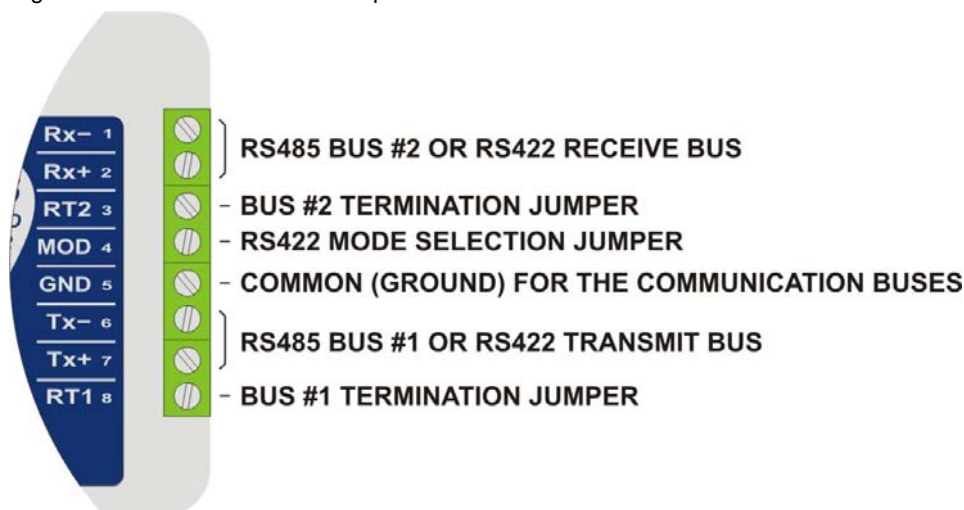 Rx− 1
Rx+ 2
RT2 3
MOD 4
GND 5
Tx− 6
Tx+ 7
RT1 8
RS485 BUS #2 OR RS422 RECEIVE BUS
- BUS #2 TERMINATION JUMPER
- RS422 MODE SELECTION JUMPER
- COMMON (GROUND) FOR THE COMMUNICATION BUSES
RS485 BUS #1 OR RS422 TRANSMIT BUS
- BUS #1 TERMINATION JUMPER